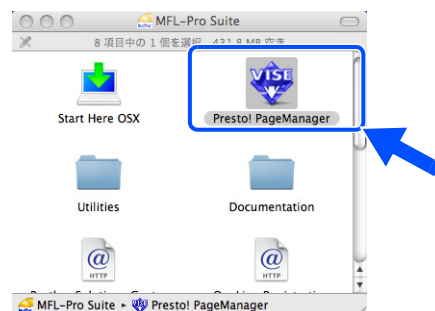 MFL-Pro Suite
8 項目中の 1 個を選択、431.8 MB 空き
VISE
Start Here OSX
Presto! PageManager
Utilities
Documentation
@
HTTP
@
HTTP
MFL-Pro Suite ▸ Presto! PageManager